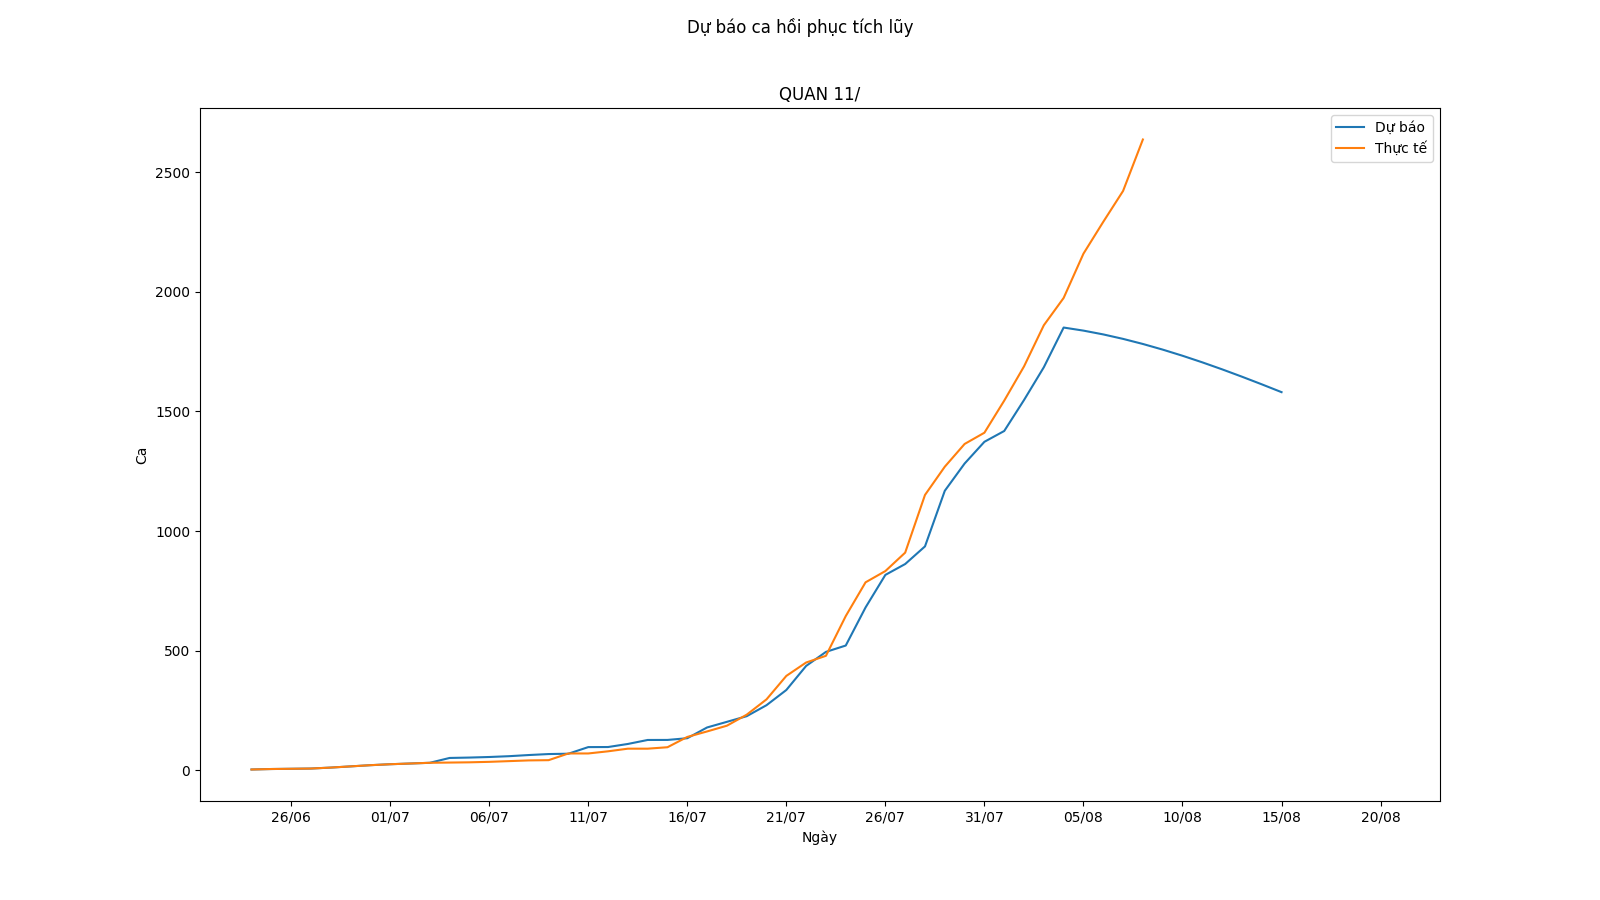 Dự báo ca hồi phục tích lũy
QUAN 11/
Dự báo
Thực tế
2500
2000
1500
1000
500
0
Ca
26/06 01/07 06/07 11/07 16/07 21/07 26/07 31/07 05/08 10/08 15/08 20/08
Ngày